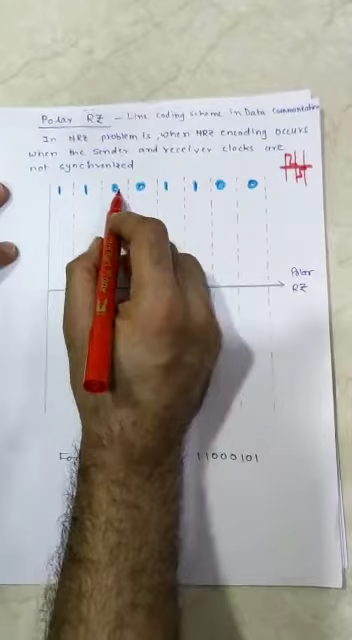 Polar RZ - Line coding scheme in Data Communication
In NRZ problem is, when NRZ encoding occurs
when the sender and receiver clocks are
not synchronized
1 1 0 0 1 1 0 0
Polar
RZ
11000101